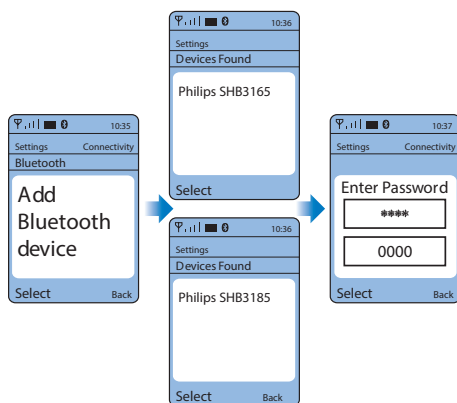 10:35
Settings Connectivity
Bluetooth
Add
Bluetooth
device
Select Back
10:36
Settings
Devices Found
Philips SHB3165
Select
10:36
Settings
Devices Found
Philips SHB3185
Select Back
10:37
Settings Connectivity
Enter Password
****
0000
Select Back